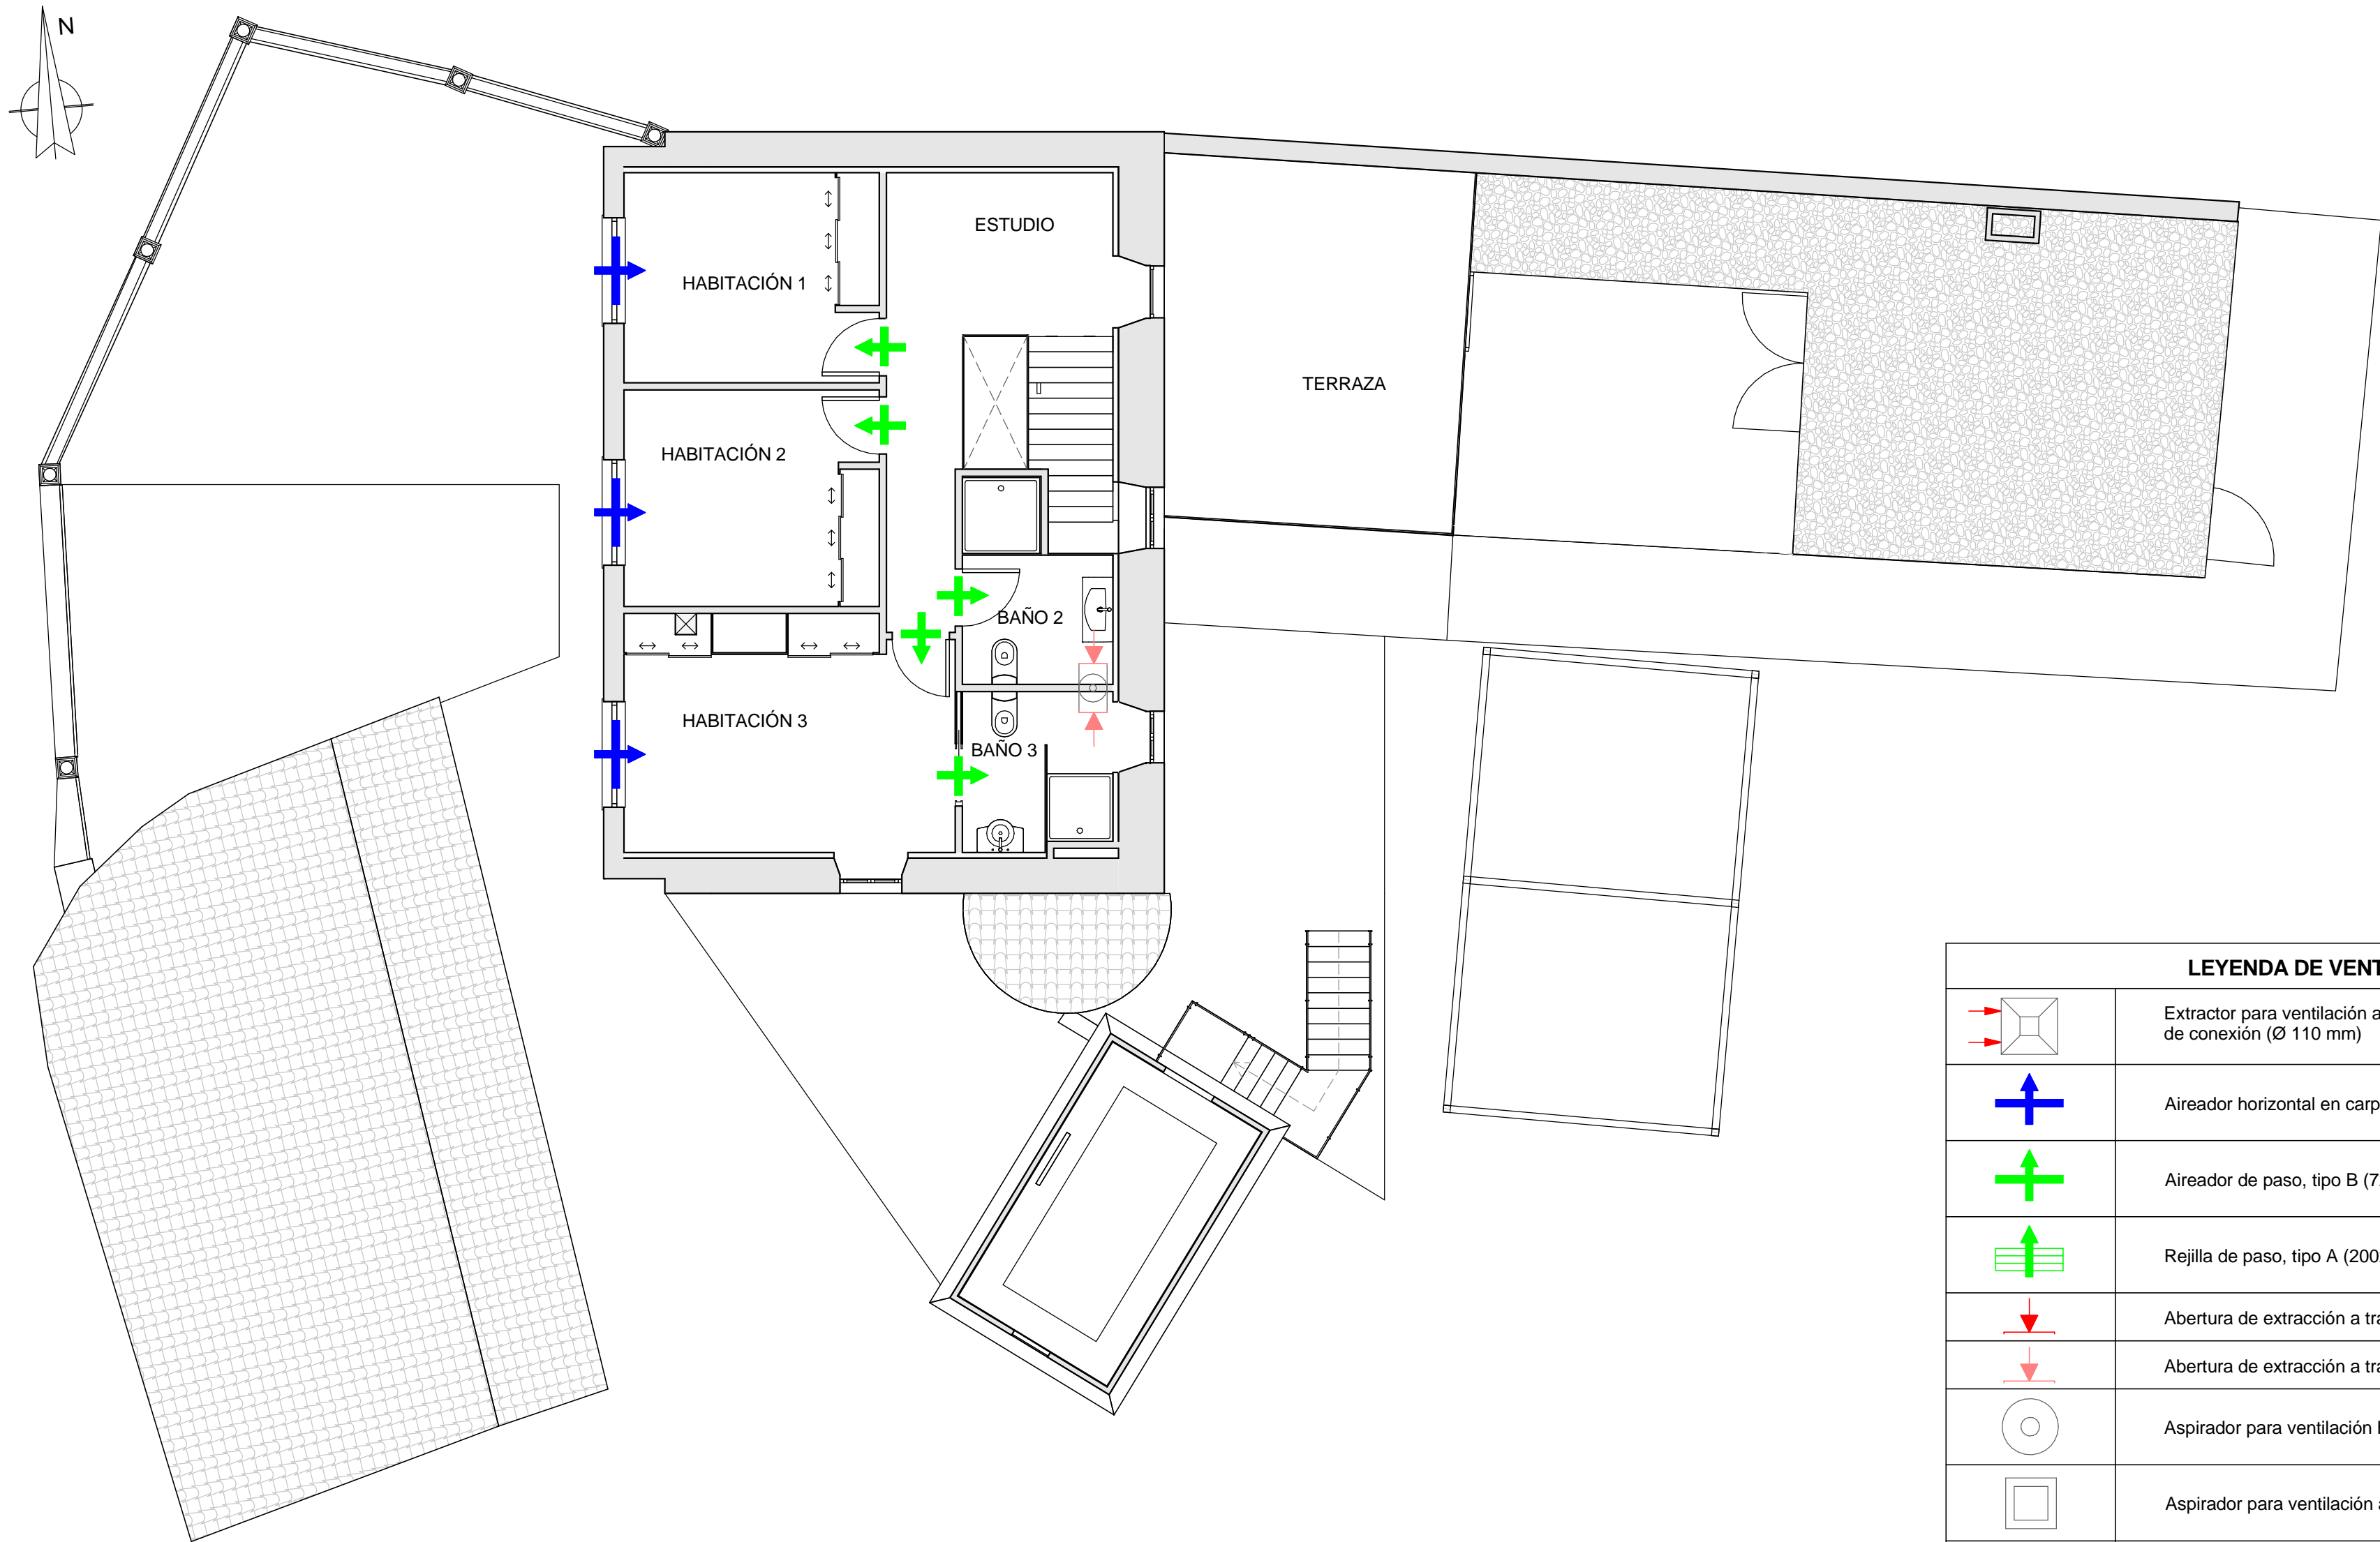 N
ESTUDIO
HABITACIÓN 1
TERRAZA
HABITACIÓN 2
BAÑO 2
HABITACIÓN 3
BAÑO 3
LEYENDA DE VENT
Extractor para ventilación a
de conexión (Ø 110 mm)
Aireador horizontal en carp
Aireador de paso, tipo B (7
Rejilla de paso, tipo A (200
Abertura de extracción a tra
Abertura de extracción a tra
Aspirador para ventilación
Aspirador para ventilación a